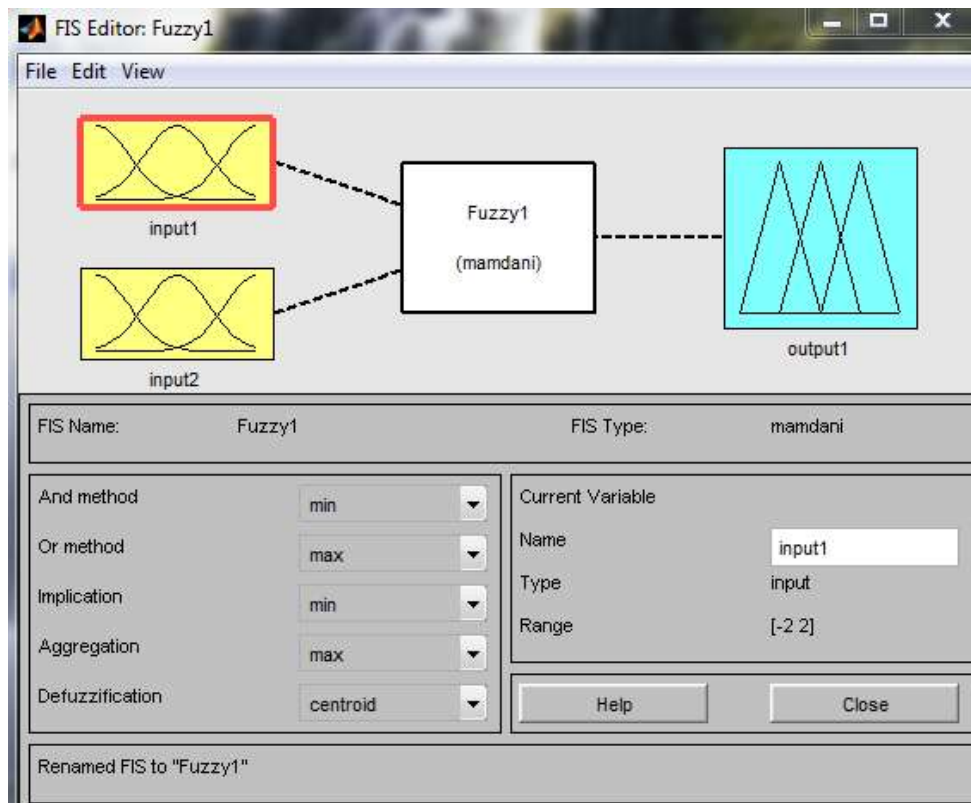 FIS Editor: Fuzzy1
File Edit View
input1
input2
Fuzzy1
(mamdani)
output1
FIS Name: Fuzzy1 FIS Type: mamdani
And method min
Or method max
Implication min
Aggregation max
Defuzzification centroid
Current Variable
Name input1
Type input
Range [-2 2]
Help Close
Renamed FIS to "Fuzzy1"